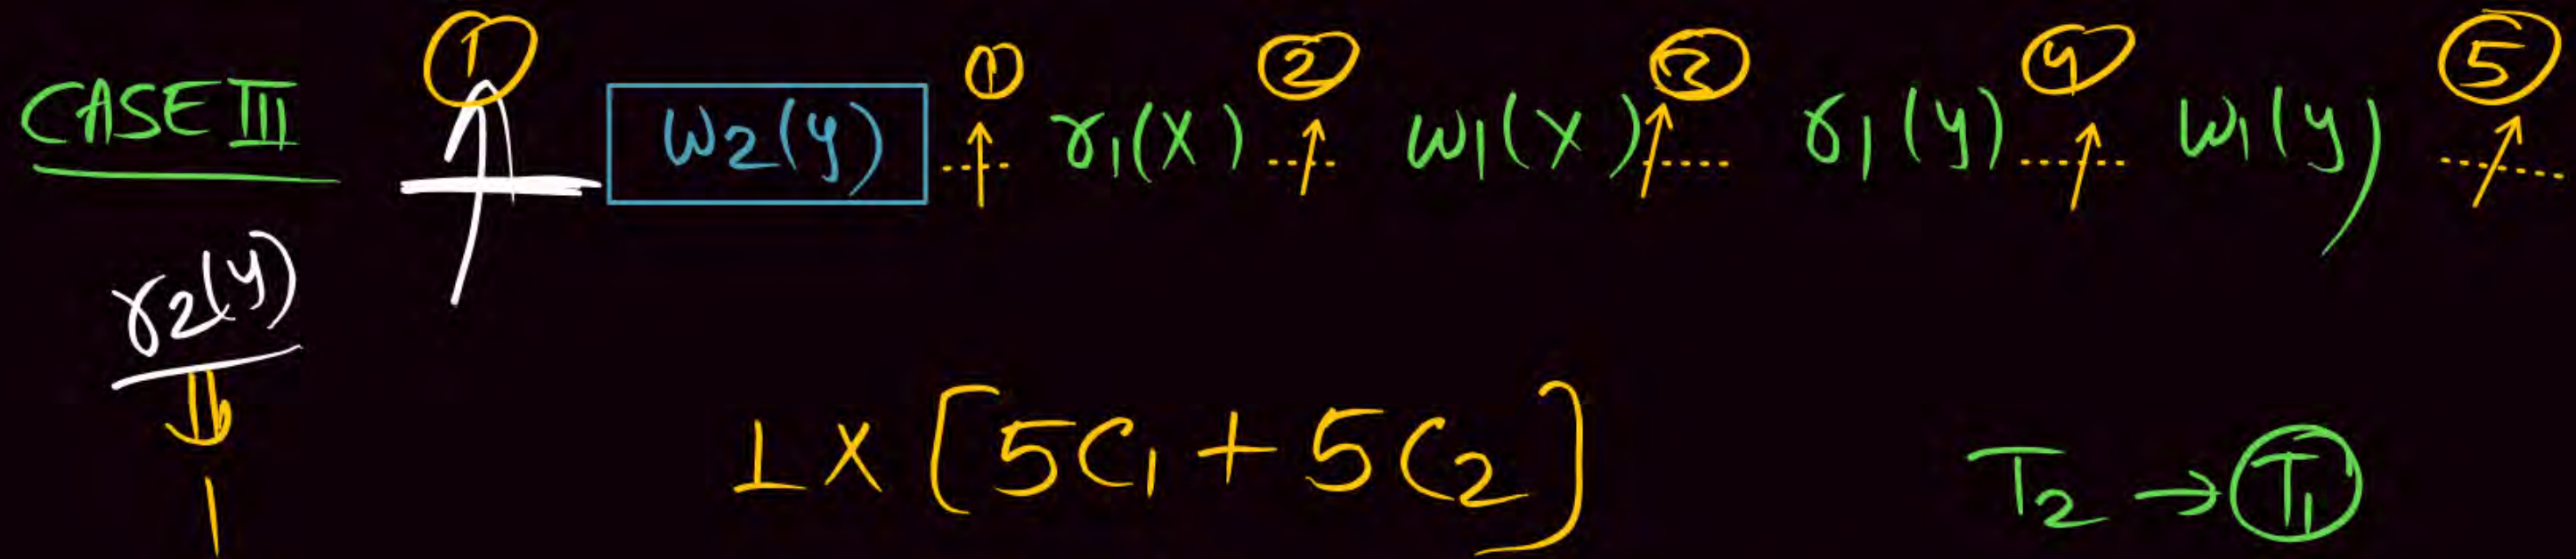 ① ① ② ③ ④ ⑤
CASE III w2(y) r1(X) w1(X) r1(y) w1(y)
r2(y)
1 X [5C1 + 5C2]
T2 → T1
1